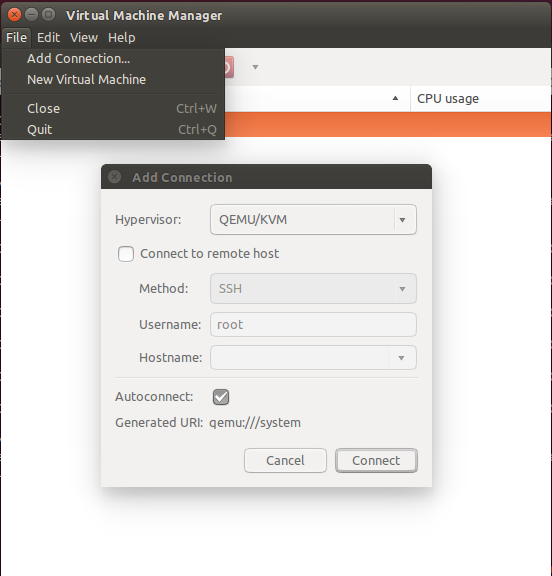 Virtual Machine Manager
File Edit View Help
Add Connection...
New Virtual Machine
Close Ctrl+W
Quit Ctrl+Q
CPU usage
Add Connection
Hypervisor: QEMU/KVM
Connect to remote host
Method: SSH
Username: root
Hostname:
Autoconnect:
Generated URI: qemu:///system
Cancel Connect